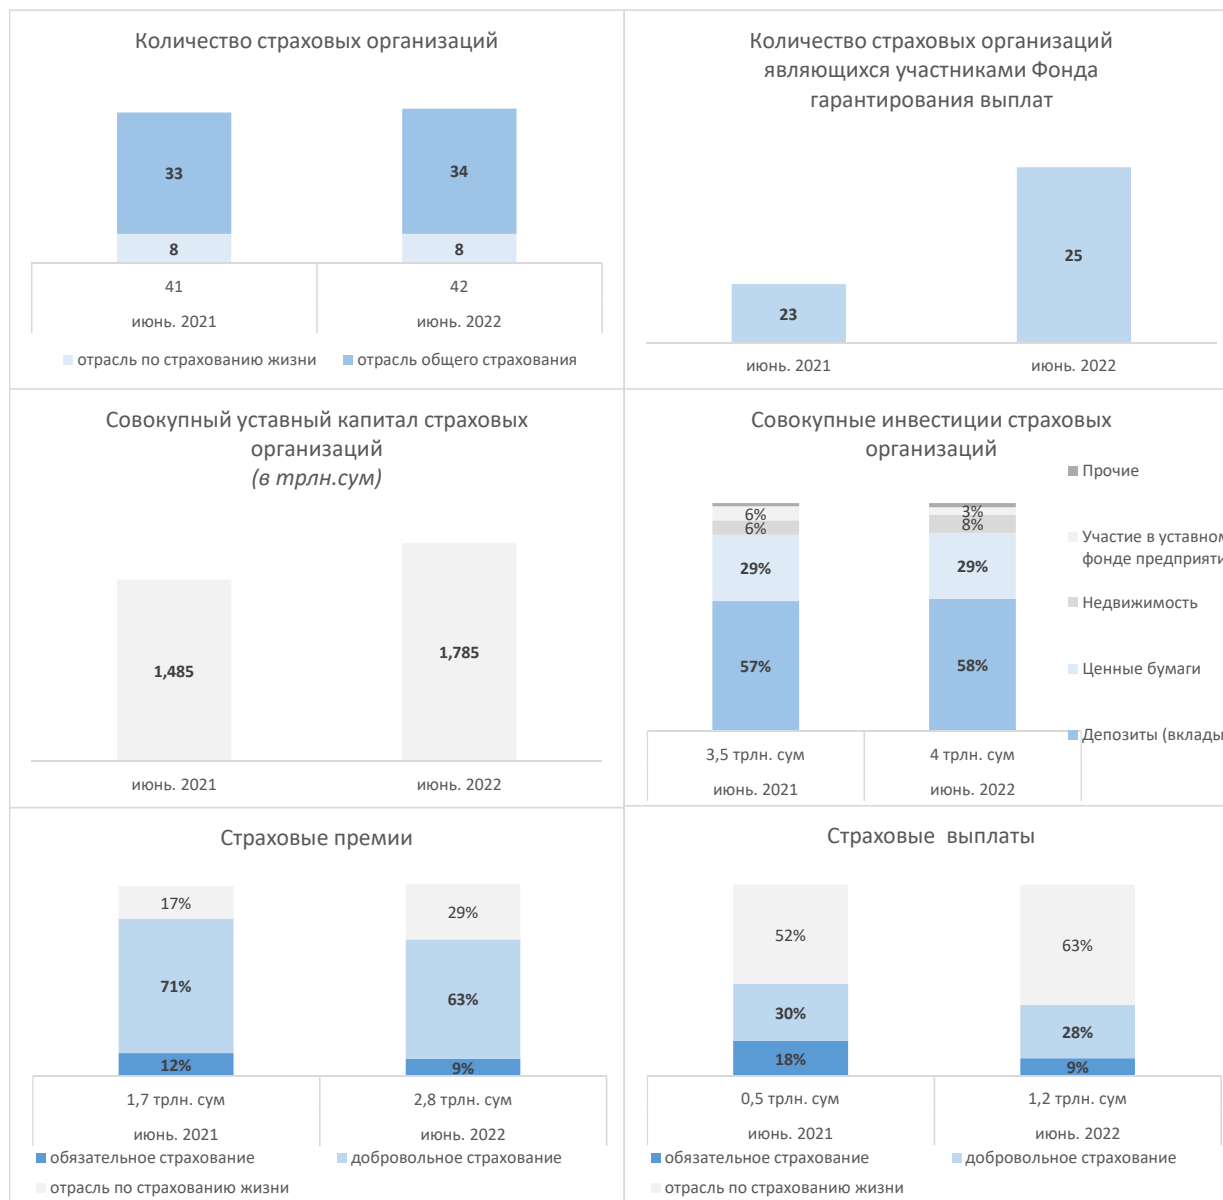 Количество страховых организаций
33
34
8
8
41
42
июнь. 2021
июнь. 2022
отрасль по страхованию жизни
отрасль общего страхования
Количество страховых организаций
являющихся участниками Фонда
гарантирования выплат
23
25
июнь. 2021
июнь. 2022
Совокупный уставный капитал страховых
организаций
(в трлн.сум)
1,485
1,785
июнь. 2021
июнь. 2022
Совокупные инвестиции страховых
организаций
6%
3%
6%
8%
29%
29%
57%
58%
3,5 трлн. сум
4 трлн. сум
июнь. 2021
июнь. 2022
Прочие
Участие в уставном
фонде предприяти
Недвижимость
Ценные бумаги
Депозиты (вклады
Страховые премии
17%
29%
71%
63%
12%
9%
1,7 трлн. сум
2,8 трлн. сум
июнь. 2021
июнь. 2022
обязательное страхование
добровольное страхование
отрасль по страхованию жизни
Страховые  выплаты
52%
63%
30%
28%
18%
9%
0,5 трлн. сум
1,2 трлн. сум
июнь. 2021
июнь. 2022
обязательное страхование
добровольное страхование
отрасль по страхованию жизни